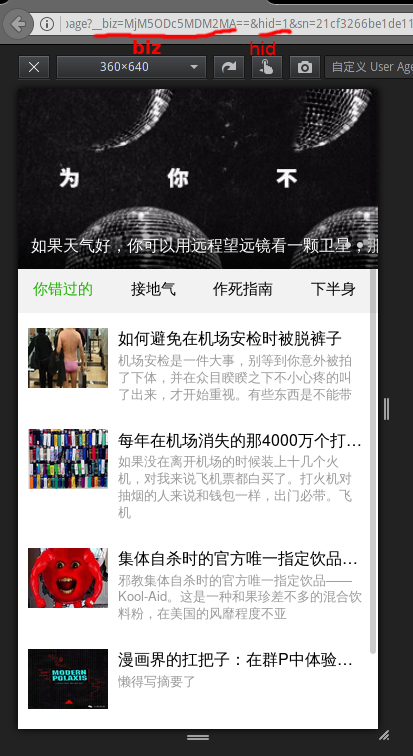 page?__biz=MjM5ODc5MDM2MA==&hid=1&sn=21cf3266be1de11
biz
hid
360×640
自定义 User Age
为 你 不
如果天气好，你可以用远程望远镜看一颗卫星，那
你错过的 接地气 作死指南 下半身
如何避免在机场安检时被脱裤子
机场安检是一件大事，别等到你意外被拍
了下体，并在众目睽睽之下不小心疼的叫
了出来，才开始重视。有些东西是不能带
每年在机场消失的那4000万个打…
如果没在离开机场的时候装上十几个火
机，对我来说飞机票都白买了。打火机对
抽烟的人来说和钱包一样，出门必带。飞
机
集体自杀时的官方唯一指定饮品…
邪教集体自杀时的官方唯一指定饮品——
Kool-Aid。这是一种和果珍差不多的混合饮
料粉，在美国的风靡程度不亚
漫画界的扛把子：在群P中体验…
懒得写摘要了
MODERN
POLAXIS